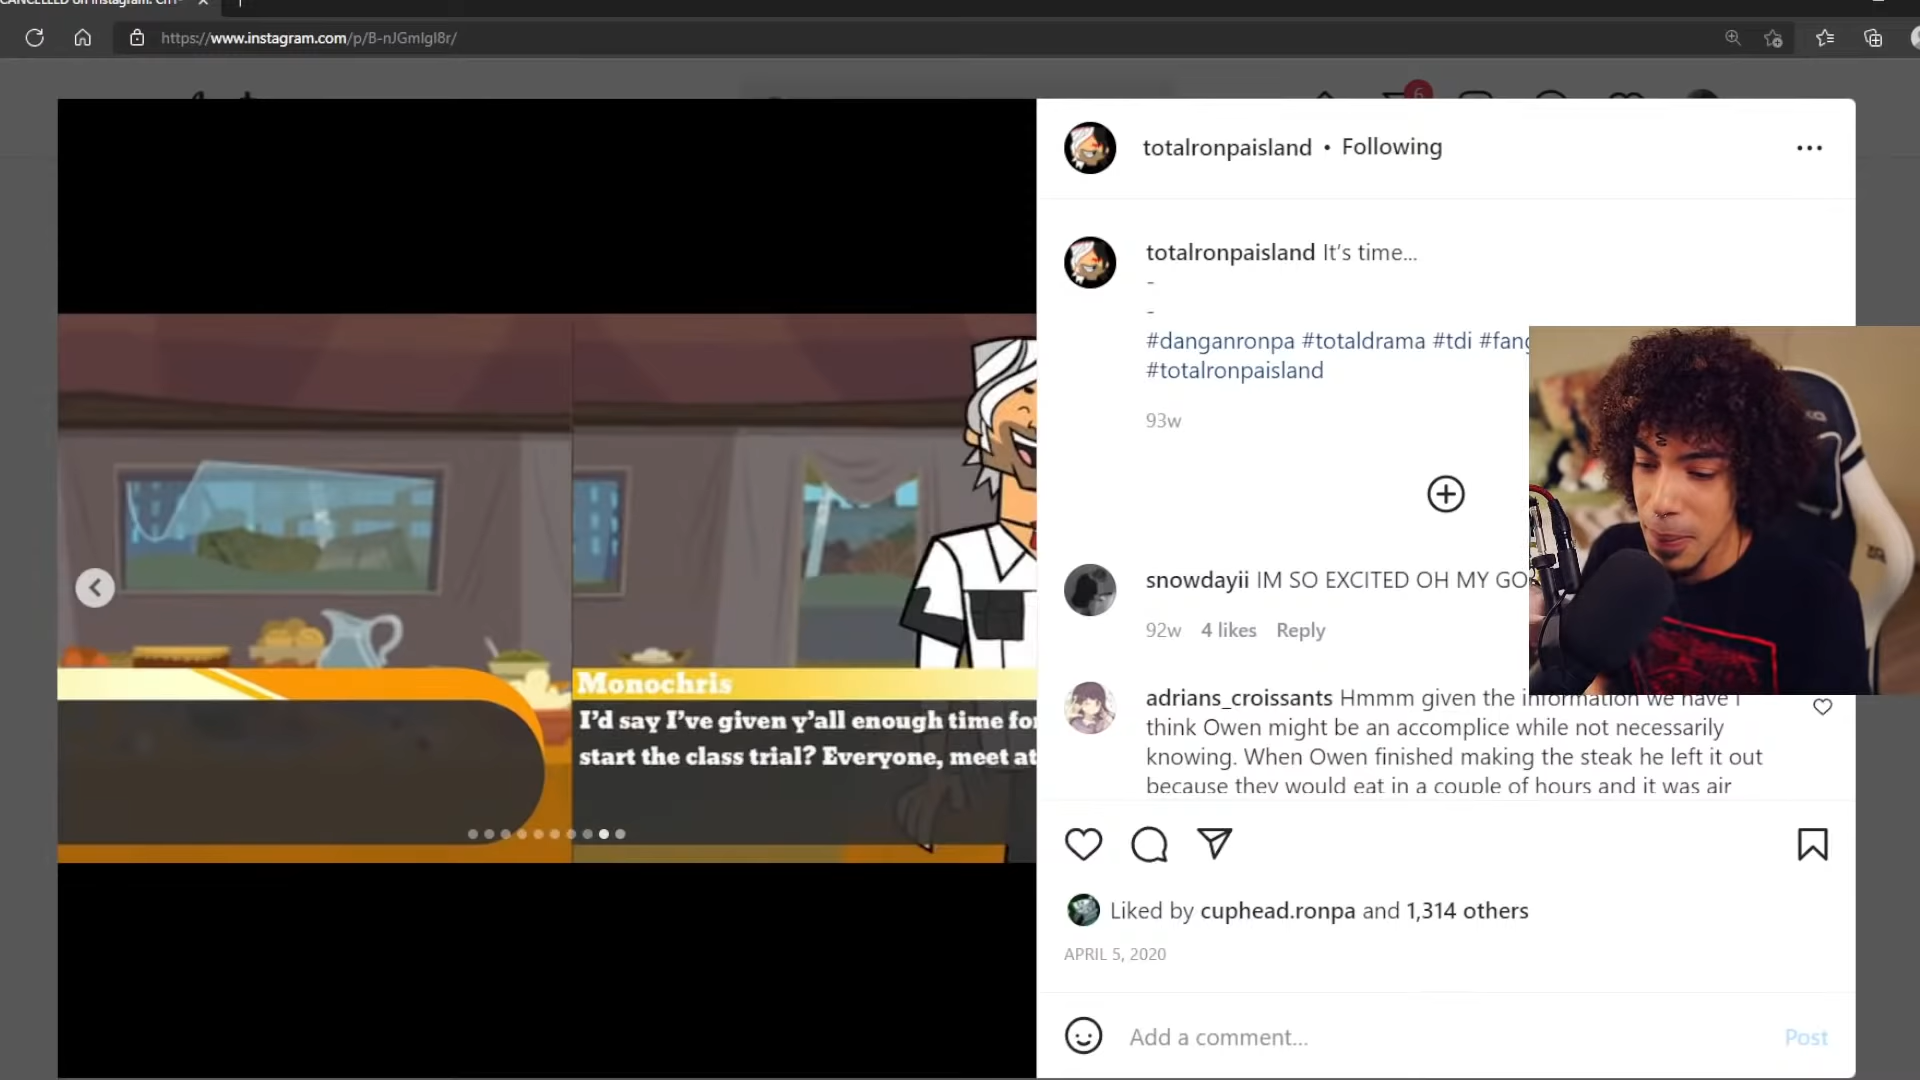 https://www.instagram.com/p/B-nJGmIgI8r/
6
totalronpaisland • Following
totalronpaisland It's time...
-
-
#danganronpa #totaldrama #tdi #fang
#totalronpaisland
93w
snowdayii IM SO EXCITED OH MY GO
92w 4 likes Reply
adrians_croissants Hmmm given the information we have I
think Owen might be an accomplice while not necessarily
knowing. When Owen finished making the steak he left it out
because they would eat in a couple of hours and it was air
Monochris
I'd say I've given y'all enough time for
start the class trial? Everyone, meet at
Liked by cuphead.ronpa and 1,314 others
APRIL 5, 2020
Add a comment...
Post